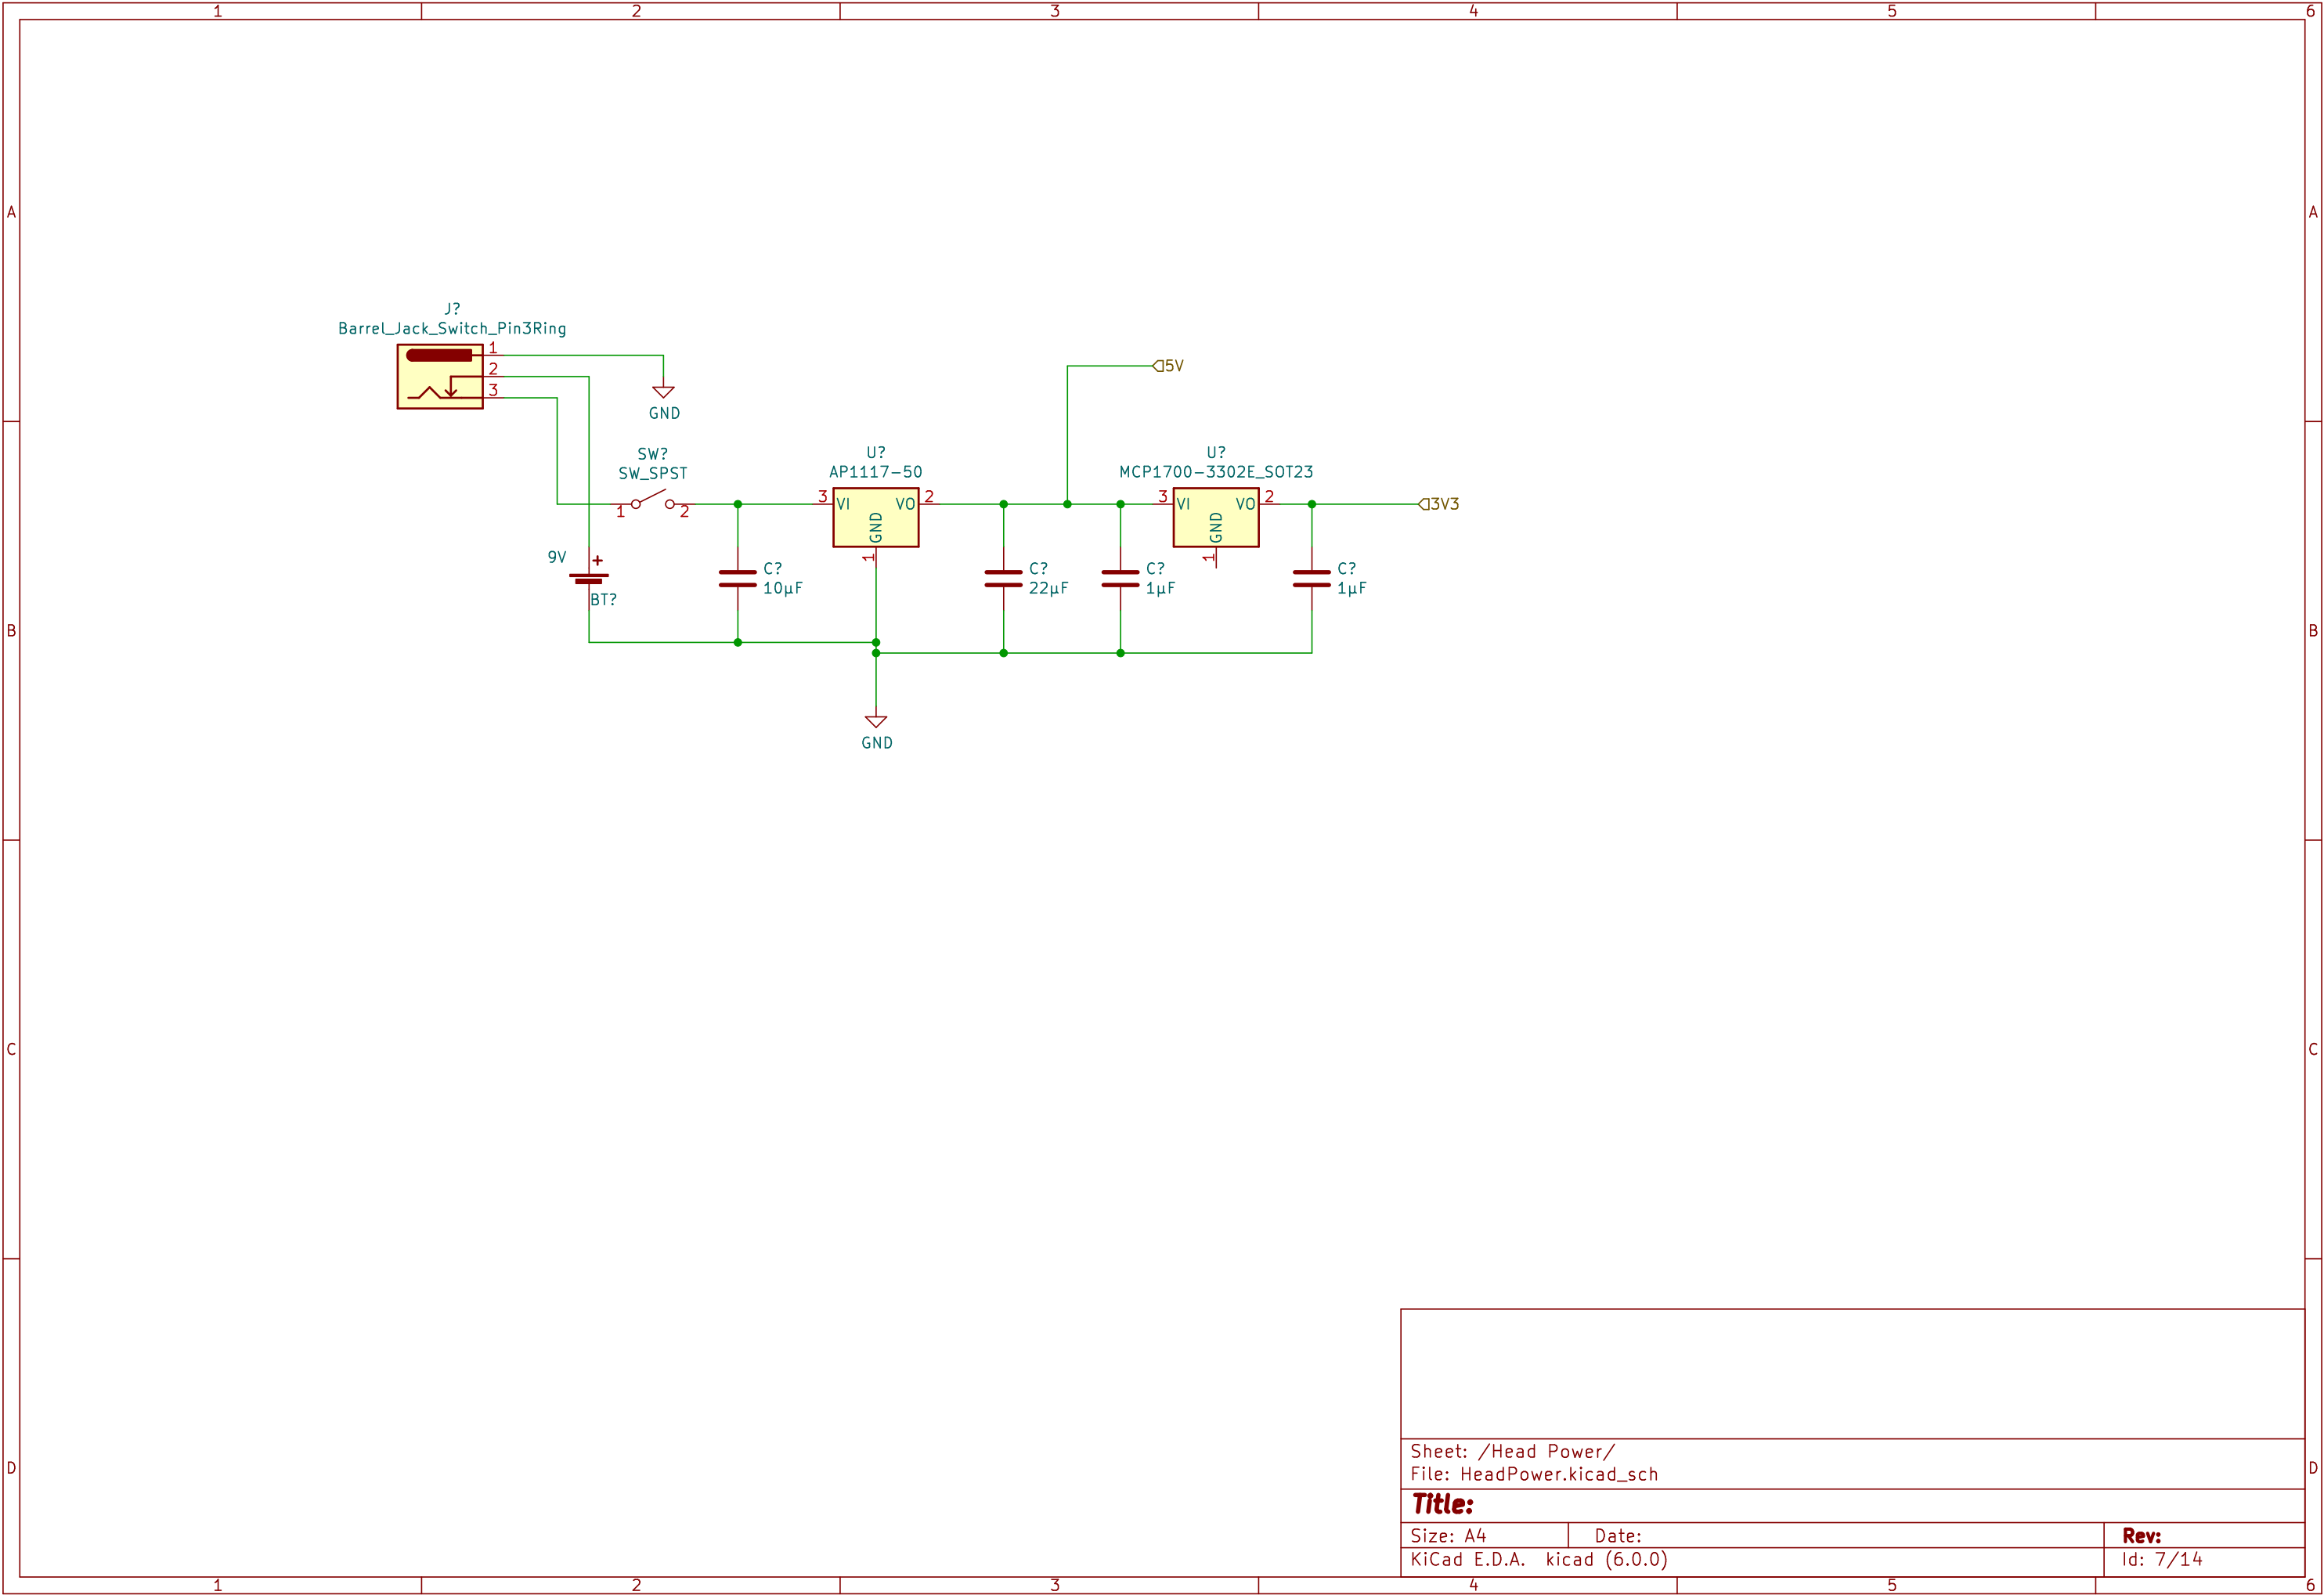 1 2 3 4 5 6
A A
J?
Barrel_Jack_Switch_Pin3Ring
1
2
3
GND
5V
B B
SW?
SW_SPST
1 2
U?
AP1117-50
3 VI VO 2
GND
1
U?
MCP1700-3302E_SOT23
3 VI VO 2
GND
1
3V3
9V
+
BT?
C?
10µF
C?
22µF
C?
1µF
C?
1µF
GND
C C
D D
Sheet: /Head Power/
File: HeadPower.kicad_sch
Title:
Size: A4 Date: Rev:
KiCad E.D.A. kicad (6.0.0) Id: 7/14
1 2 3 4 5 6